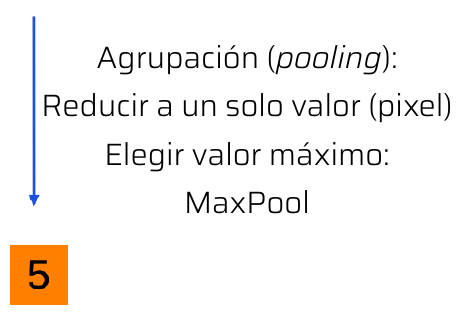 Agrupación (pooling):
Reducir a un solo valor (pixel)
Elegir valor máximo:
MaxPool
5